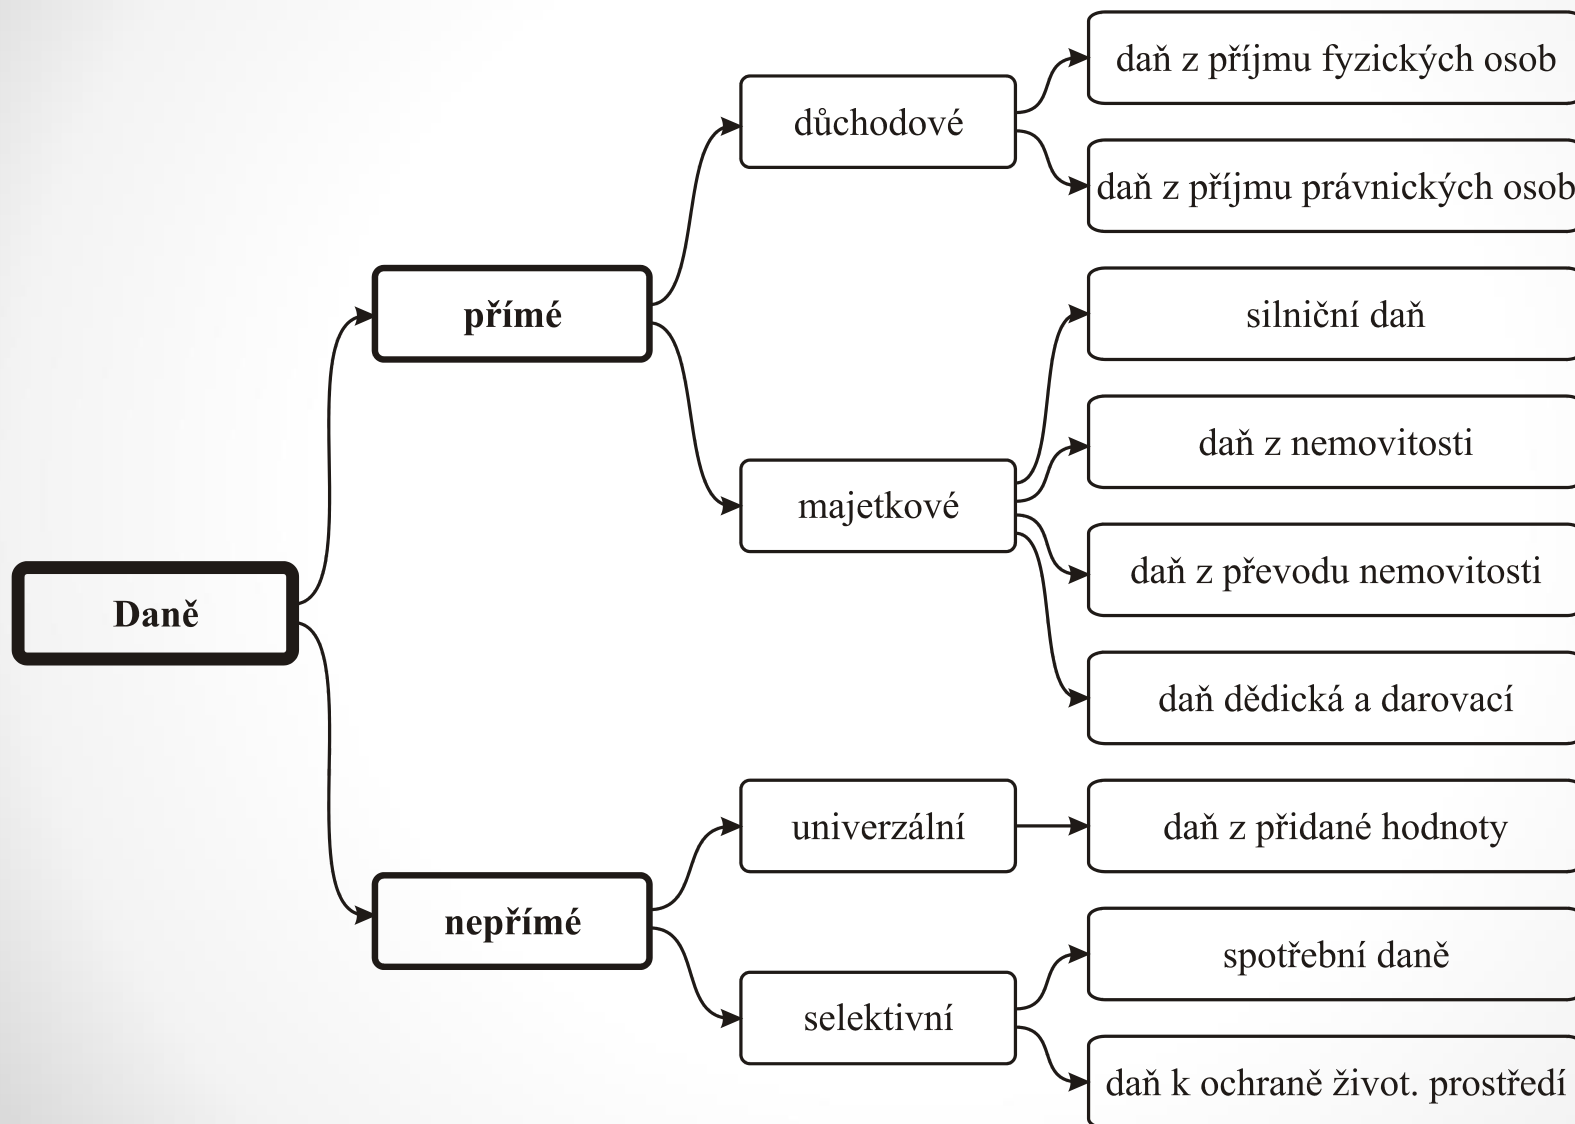 Daně
přímé
důchodové
daň z příjmu fyzických osob
daň z příjmu právnických osob
majetkové
silniční daň
daň z nemovitosti
daň z převodu nemovitosti
daň dědická a darovací
nepřímé
univerzální
daň z přidané hodnoty
selektivní
spotřební daně
daň k ochraně život. prostředí